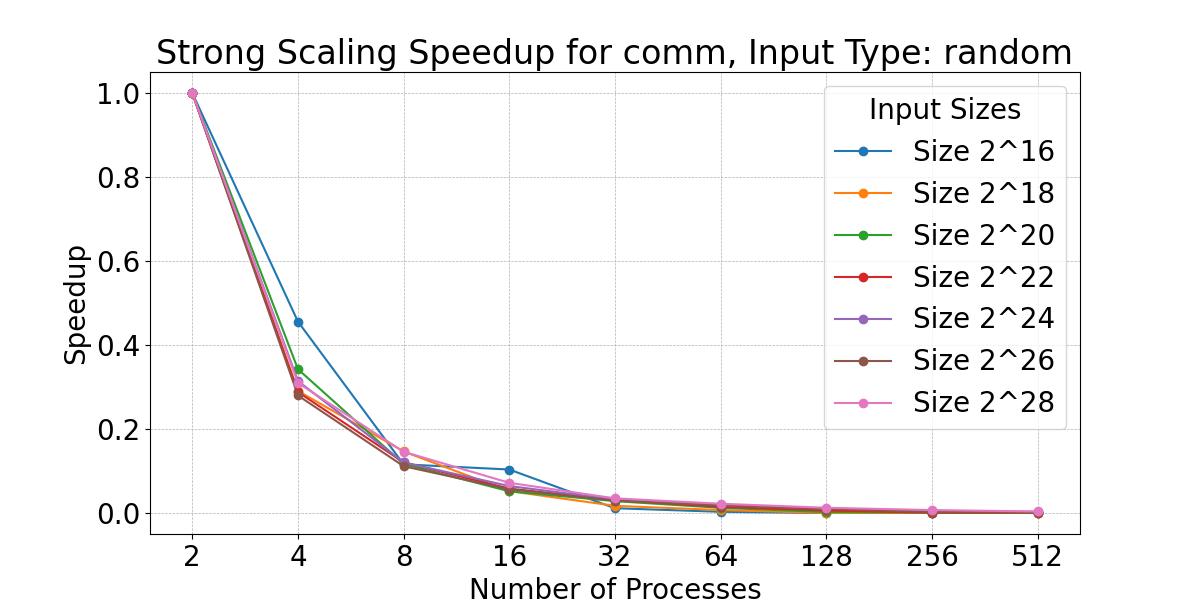 Strong Scaling Speedup for comm, Input Type: random
1.0
0.8
0.6
0.4
0.2
0.0
Speedup
Input Sizes
Size 2^16
Size 2^18
Size 2^20
Size 2^22
Size 2^24
Size 2^26
Size 2^28
2 4 8 16 32 64 128 256 512
Number of Processes